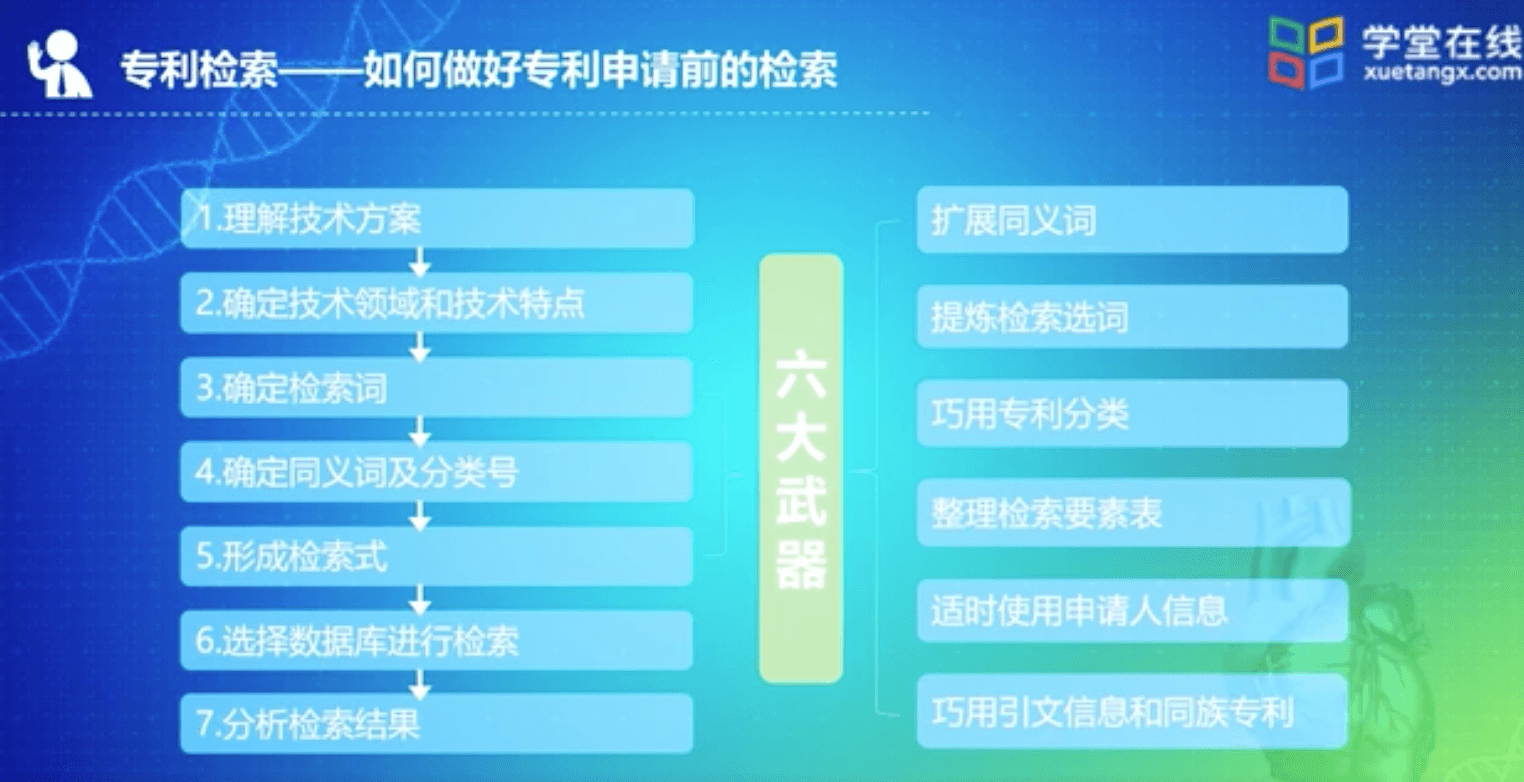 专利检索——如何做好专利申请前的检索
学堂在线
xuetangx.com
1.理解技术方案
2.确定技术领域和技术特点
3.确定检索词
4.确定同义词及分类号
5.形成检索式
6.选择数据库进行检索
7.分析检索结果
六大武器
扩展同义词
提炼检索选词
巧用专利分类
整理检索要素表
适时使用申请人信息
巧用引文信息和同族专利